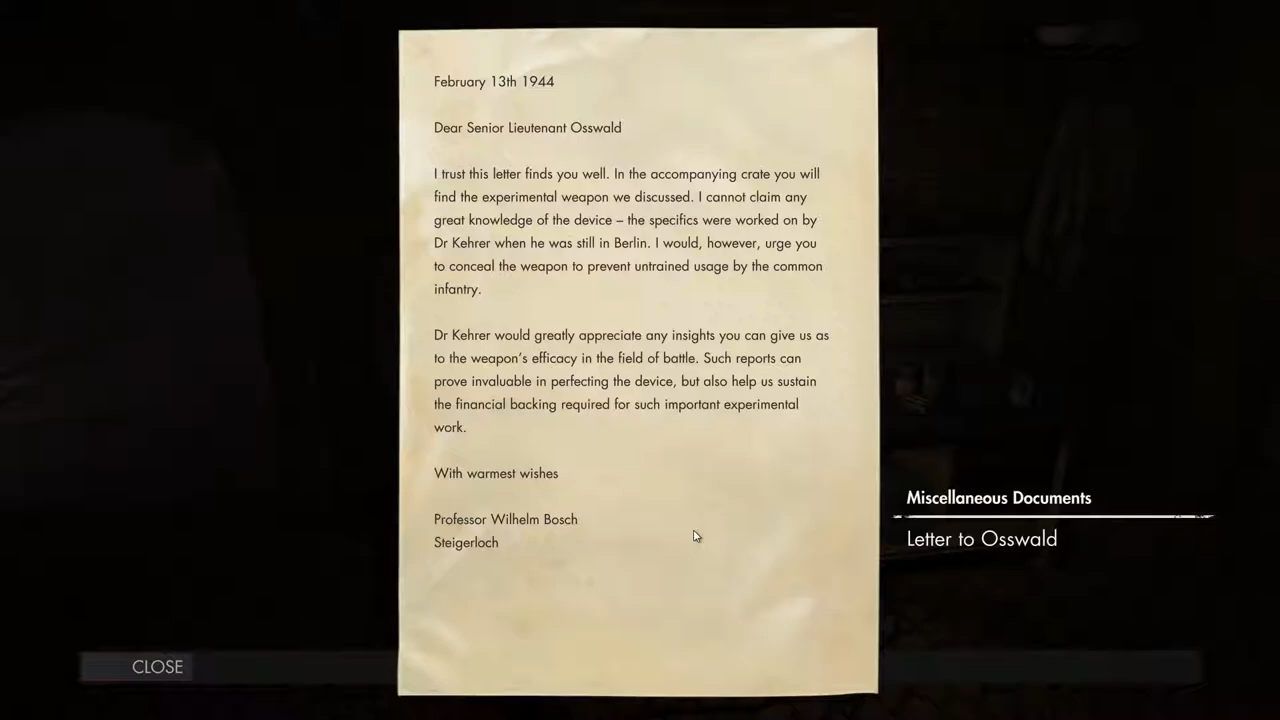 February 13th 1944
Dear Senior Lieutenant Osswald
I trust this letter finds you well. In the accompanying crate you will
find the experimental weapon we discussed. I cannot claim any
great knowledge of the device – the specifics were worked on by
Dr Kehrer when he was still in Berlin. I would, however, urge you
to conceal the weapon to prevent untrained usage by the common
infantry.
Dr Kehrer would greatly appreciate any insights you can give us as
to the weapon's efficacy in the field of battle. Such reports can
prove invaluable in perfecting the device, but also help us sustain
the financial backing required for such important experimental
work.
With warmest wishes
Professor Wilhelm Bosch
Steigerloch
Miscellaneous Documents
Letter to Osswald
CLOSE